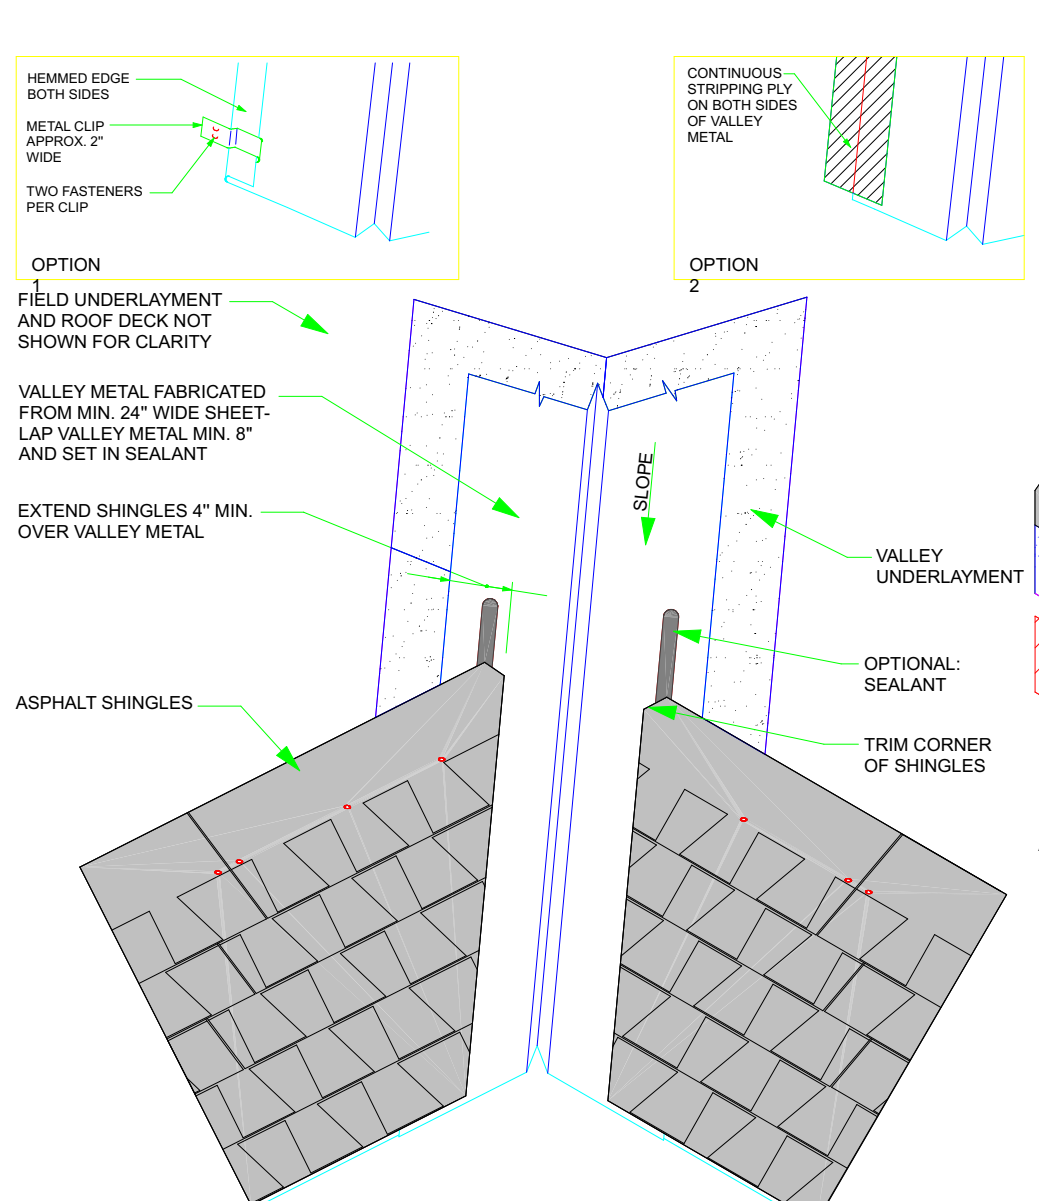 HEMMED EDGE
BOTH SIDES
METAL CLIP
APPROX. 2"
WIDE
TWO FASTENERS
PER CLIP
OPTION
1
CONTINUOUS
STRIPPING PLY
ON BOTH SIDES
OF VALLEY
METAL
OPTION
2
FIELD UNDERLAYMENT
AND ROOF DECK NOT
SHOWN FOR CLARITY
VALLEY METAL FABRICATED
FROM MIN. 24" WIDE SHEET-
LAP VALLEY METAL MIN. 8"
AND SET IN SEALANT
EXTEND SHINGLES 4" MIN.
OVER VALLEY METAL
SLOPE
VALLEY
UNDERLAYMENT
OPTIONAL:
SEALANT
ASPHALT SHINGLES
TRIM CORNER
OF SHINGLES